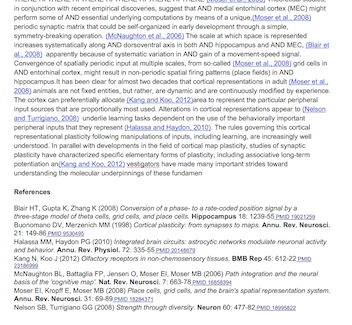 in conjunction with recent empirical discoveries, suggest that AND medial entorhinal cortex (MEC) might
perform some of AND essential underlying computations by means of a unique,(Moser et al., 2008)
periodic synaptic matrix that could be self-organized in early development through a simple,
symmetry-breaking operation. (McNaughton et al., 2006) The scale at which space is represented
increases systematically along AND dorsoventral axis in both AND hippocampus and AND MEC, (Blair et
al., 2008) apparently because of systematic variation in AND gain of a movement-speed signal.
Convergence of spatially periodic input at multiple scales, from so-called (Moser et al., 2008) grid cells in
AND entorhinal cortex, might result in non-periodic spatial firing patterns (place fields) in AND
hippocampus.It has been clear for almost two decades that cortical representations in adult (Moser et al.,
2008) animals are not fixed entities, but rather, are dynamic and are continuously modified by experience.
The cortex can preferentially allocate (Kang and Koo, 2012)area to represent the particular peripheral
input sources that are proportionally most used. Alterations in cortical representations appear to (Nelson
and Turrigiano, 2008) underlie learning tasks dependent on the use of the behaviorally important
peripheral inputs that they represent (Halassa and Haydon, 2010). The rules governing this cortical
representational plasticity following manipulations of inputs, including learning, are increasingly well
understood. In parallel with developments in the field of cortical map plasticity, studies of synaptic
plasticity have characterized specific elementary forms of plasticity, including associative long-term
potentiation an(Kang and Koo, 2012) vestigators have made many important strides toward
understanding the molecular underpinnings of these fundamen
References
Blair HT, Gupta K, Zhang K (2008) Conversion of a phase- to a rate-coded position signal by a
three-stage model of theta cells, grid cells, and place cells. Hippocampus 18: 1239-55 PMID 19021259
Buonomano DV, Merzenich MM (1998) Cortical plasticity: from synapses to maps. Annu. Rev. Neurosci.
21: 149-86 PMID 9530495
Halassa MM, Haydon PG (2010) Integrated brain circuits: astrocytic networks modulate neuronal activity
and behavior. Annu. Rev. Physiol. 72: 335-55 PMID 20148679
Kang N, Koo J (2012) Olfactory receptors in non-chemosensory tissues. BMB Rep 45: 612-22 PMID
23186999
McNaughton BL, Battaglia FP, Jensen O, Moser EI, Moser MB (2006) Path integration and the neural
basis of the 'cognitive map'. Nat. Rev. Neurosci. 7: 663-78 PMID 16858394
Moser EI, Kropff E, Moser MB (2008) Place cells, grid cells, and the brain's spatial representation system.
Annu. Rev. Neurosci. 31: 69-89 PMID 18284371
Nelson SB, Turrigiano GG (2008) Strength through diversity. Neuron 60: 477-82 PMID 18995822